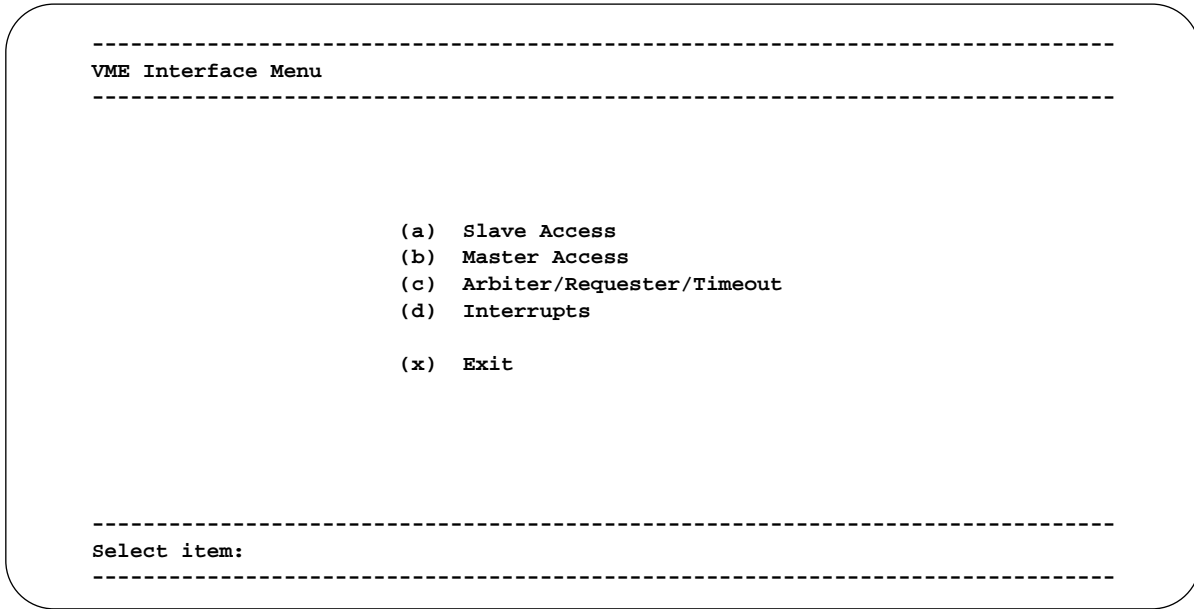 --------------------------------------------------------------------------------
VME Interface Menu
--------------------------------------------------------------------------------
(a) Slave Access
(b) Master Access
(c) Arbiter/Requester/Timeout
(d) Interrupts
(x) Exit
--------------------------------------------------------------------------------
Select item:
--------------------------------------------------------------------------------